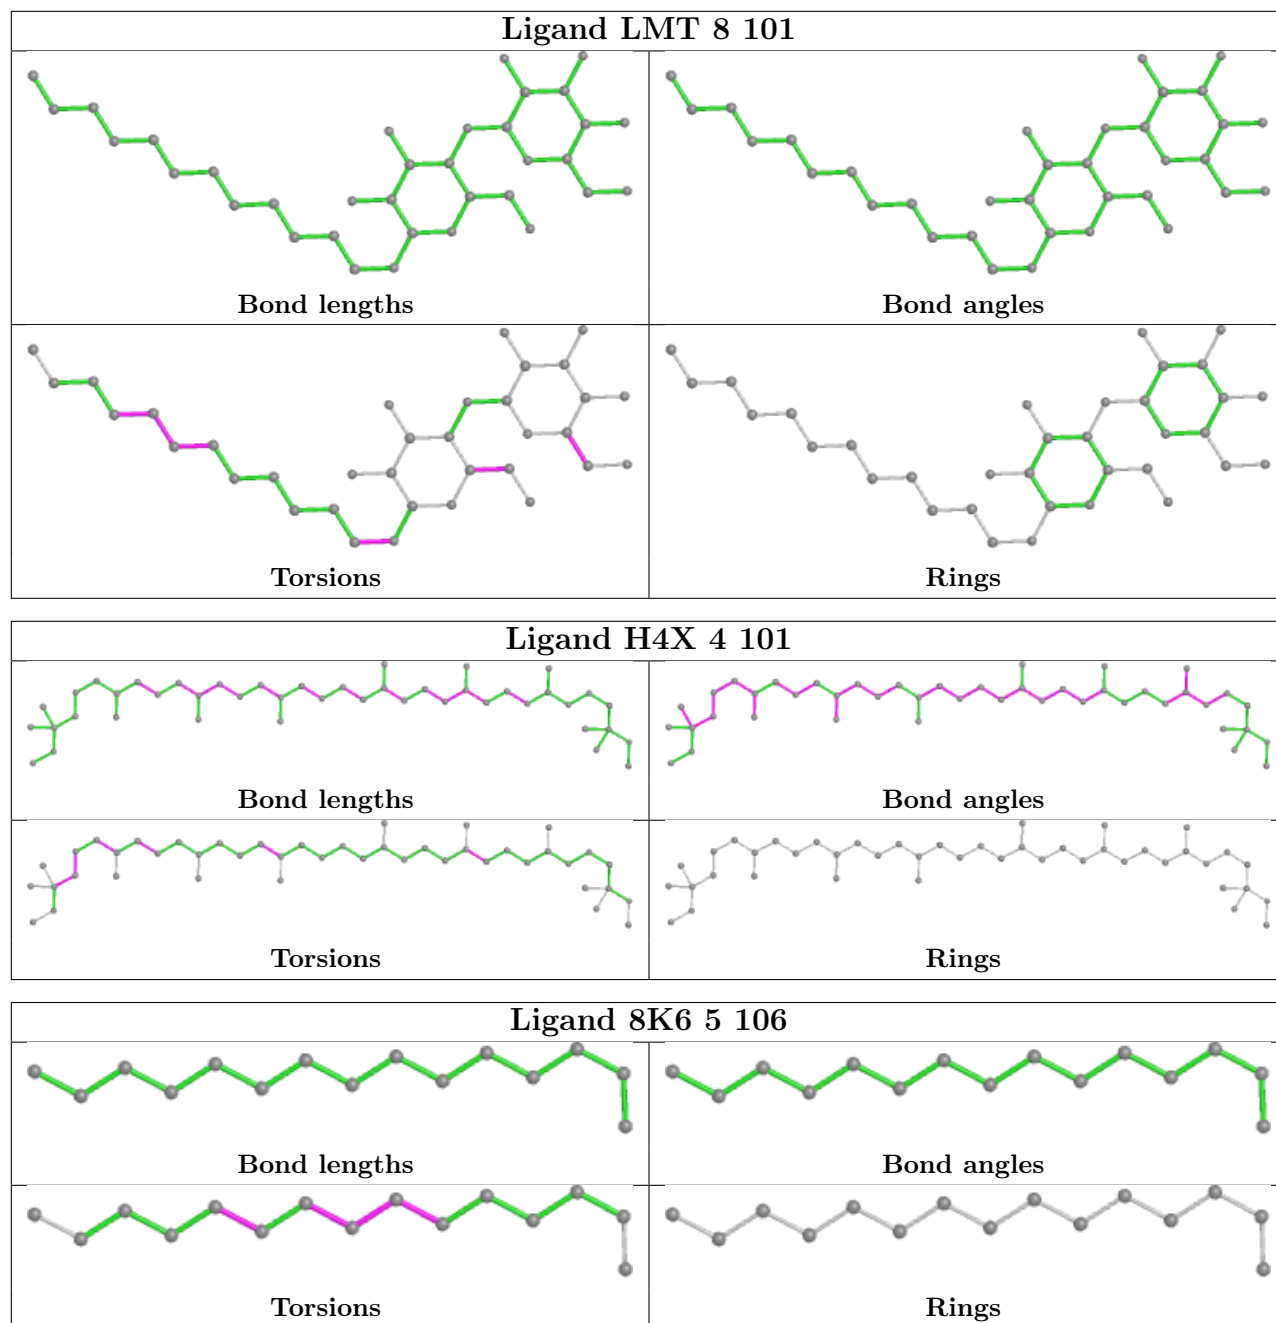 Ligand LMT 8 101
Bond lengths
Bond angles
Torsions
Rings
Ligand H4X 4 101
Bond lengths
Bond angles
Torsions
Rings
Ligand 8K6 5 106
Bond lengths
Bond angles
Torsions
Rings